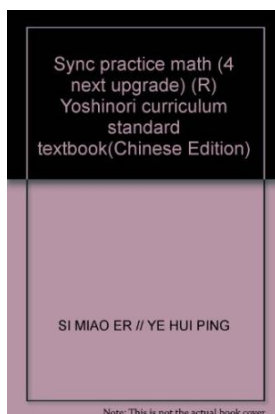 Sync practice math (4
next upgrade) (R)
Yoshinori curriculum
standard
textbook(Chinese Edition)
SI MIAO ER // YE HUI PING
Note: This is not the actual book cover